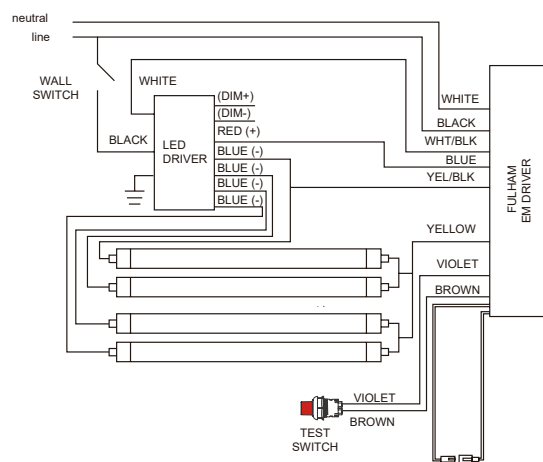 neutral
line
WALL
SWITCH
WHITE
BLACK
LED
DRIVER
(DIM+)
(DIM-)
RED (+)
BLUE (-)
BLUE (-)
BLUE (-)
BLUE (-)
WHITE
BLACK
WHT/BLK
BLUE
YEL/BLK
YELLOW
VIOLET
BROWN
FULHAM
EM DRIVER
VIOLET
BROWN
TEST
SWITCH